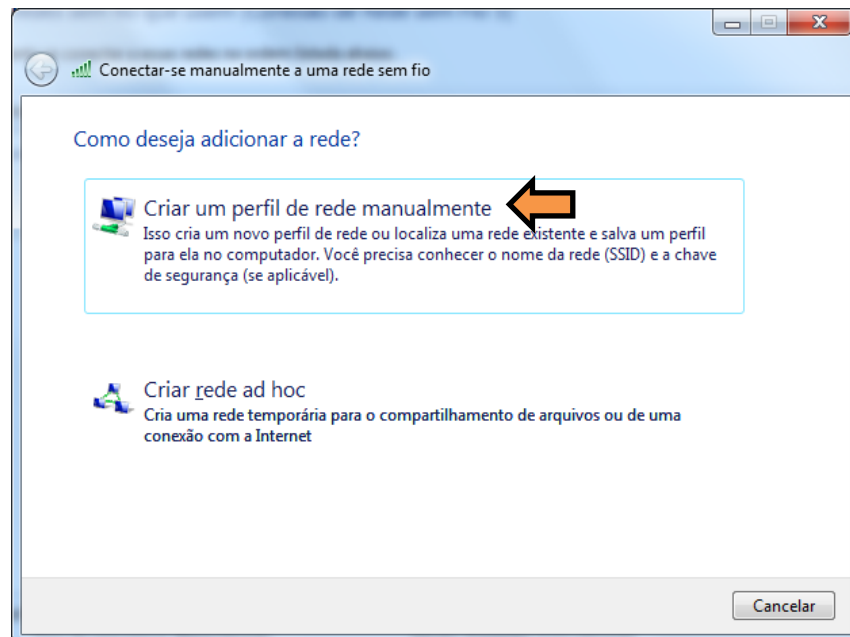 Conectar-se manualmente a uma rede sem fio
Como deseja adicionar a rede?
Criar um perfil de rede manualmente
Isso cria um novo perfil de rede ou localiza uma rede existente e salva um perfil
para ela no computador. Você precisa conhecer o nome da rede (SSID) e a chave
de segurança (se aplicável).
Criar rede ad hoc
Cria uma rede temporária para o compartilhamento de arquivos ou de uma
conexão com a Internet
Cancelar